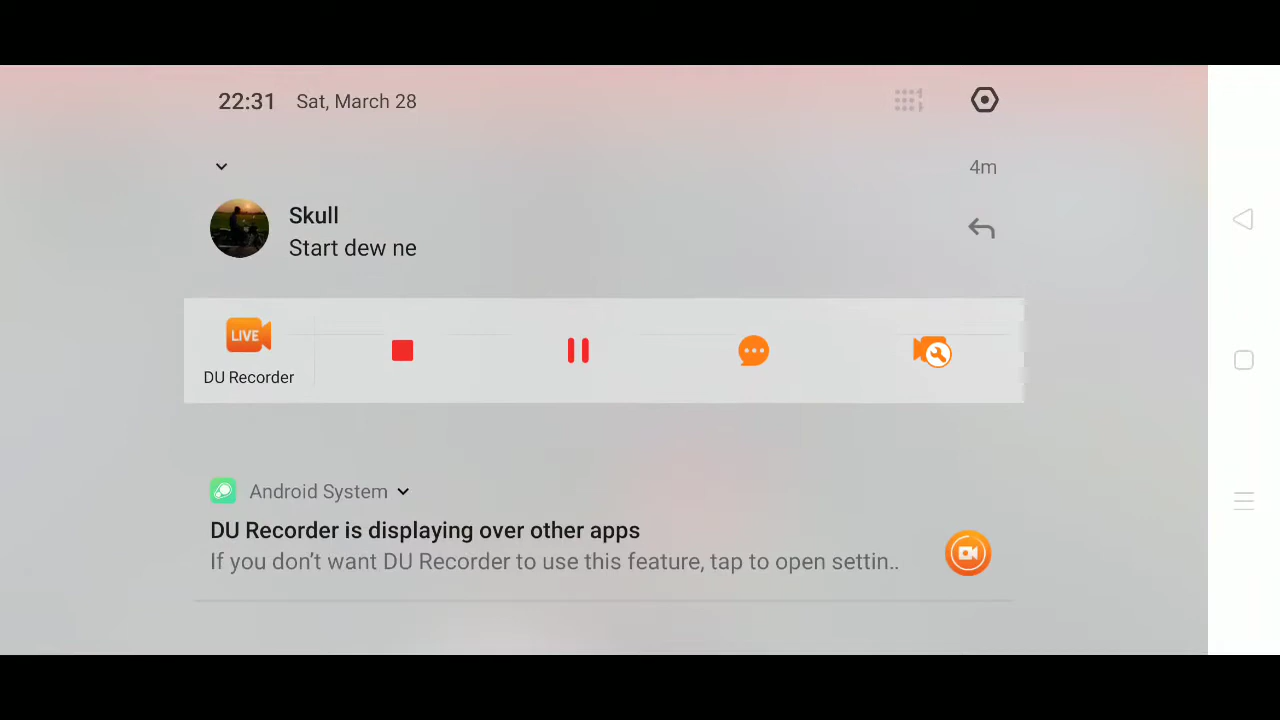 22:31 Sat, March 28
4m
Skull
Start dew ne
LIVE
DU Recorder
Android System
DU Recorder is displaying over other apps
If you don't want DU Recorder to use this feature, tap to open settin..